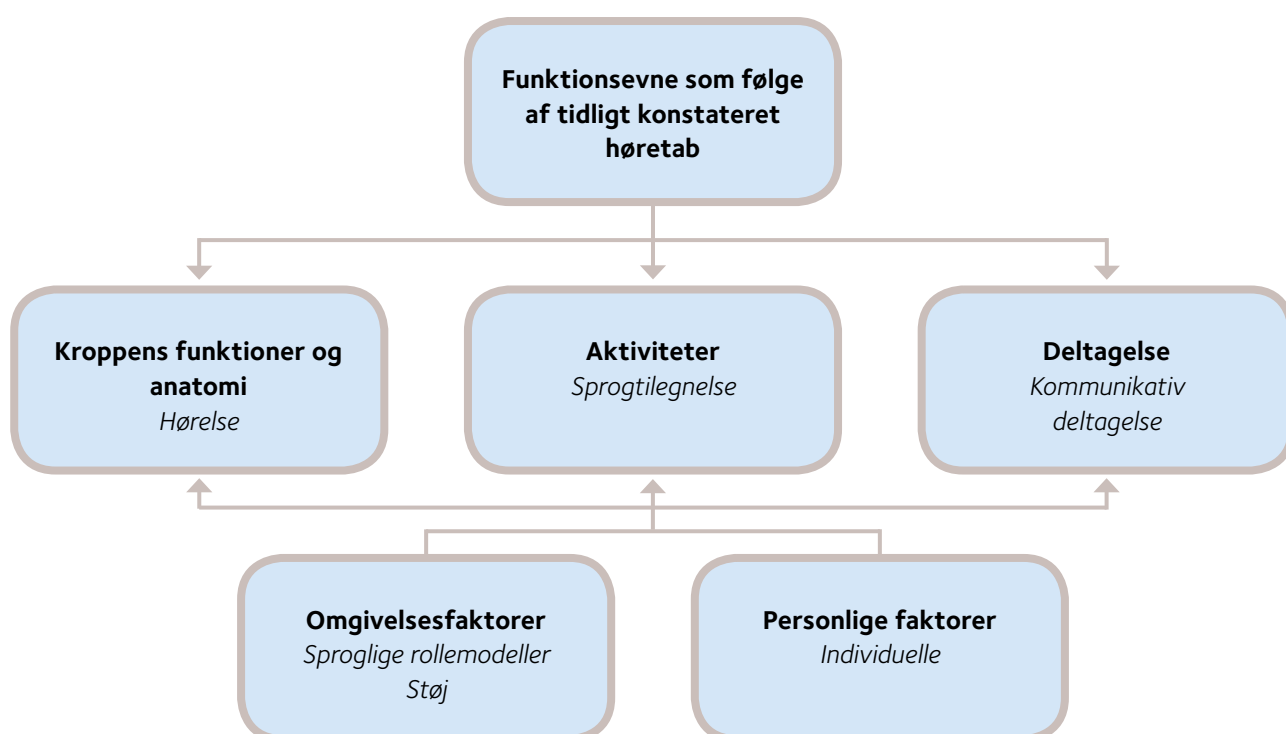 Funktionsevne som følge
af tidligt konstateret
høretab
Kroppens funktioner og
anatomi
Hørelse
Aktiviteter
Sprogtilegnelse
Deltagelse
Kommunikativ
deltagelse
Omgivelsesfaktorer
Sproglige rollemodeller
Støj
Personlige faktorer
Individuelle